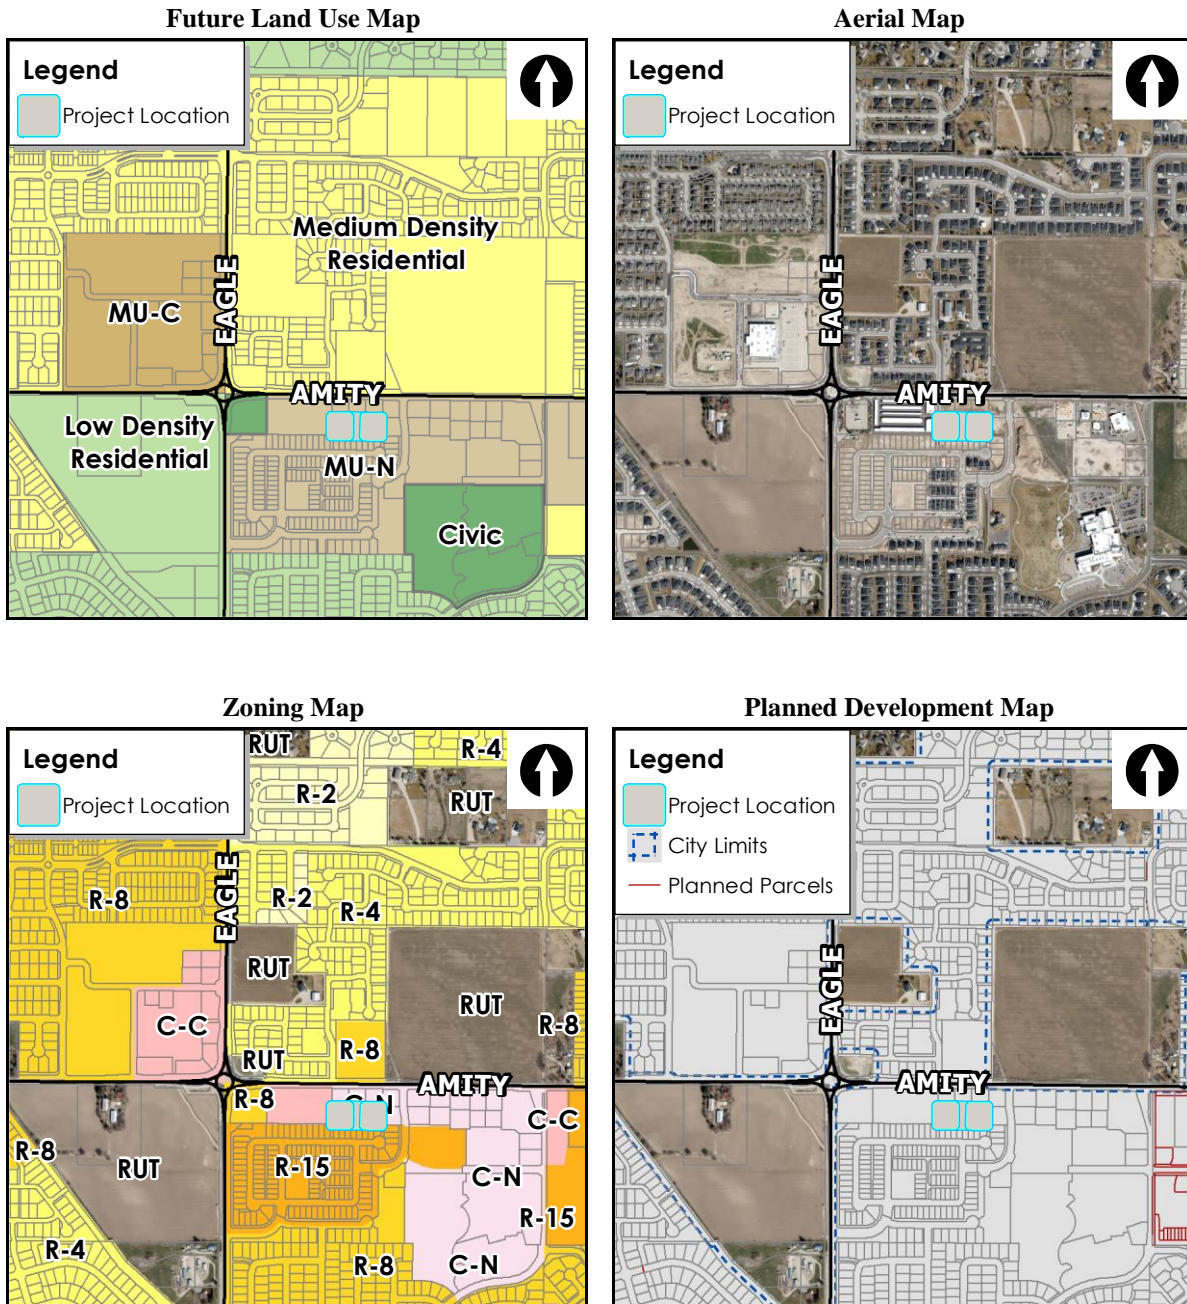 Future Land Use Map
Legend
Project Location
Medium Density
Residential
MU-C
EAGLE
AMITY
Low Density
Residential
MU-N
Civic
Aerial Map
Legend
Project Location
EAGLE
AMITY
Zoning Map
Legend
Project Location
RUT
R-4
R-2
RUT
EAGLE
R-8
R-2
R-4
RUT
RUT
C-C
R-8
RUT
R-8
AMITY
R-8
C-N
C-C
R-8
RUT
R-15
C-N
R-15
R-4
R-8
C-N
Planned Development Map
Legend
Project Location
City Limits
Planned Parcels
EAGLE
AMITY